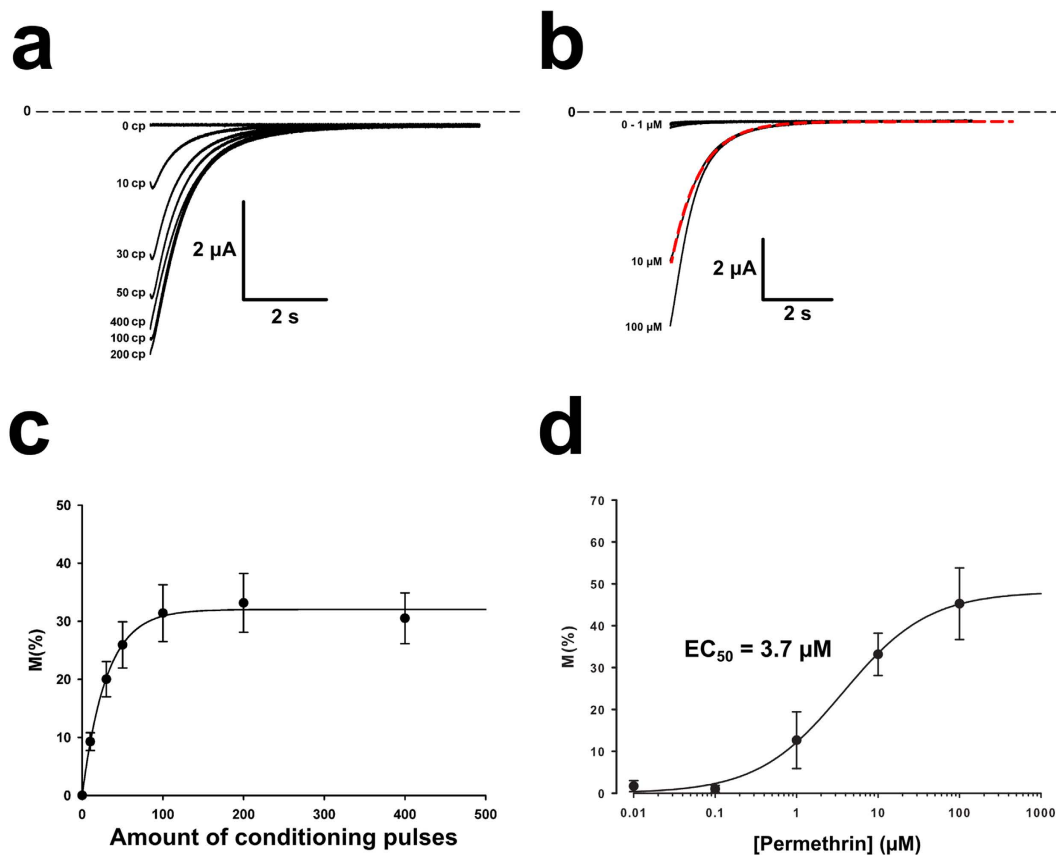 a
0
0 cp
10 cp
30 cp
50 cp
400 cp
100 cp
200 cp
2 µA
2 s
b
0
0 - 1 µM
10 µM
100 µM
2 µA
2 s
c
50
40
30
20
10
0
M(%)
0 100 200 300 400 500
Amount of conditioning pulses
d
70
60
50
40
30
20
10
0
M(%)
EC₅₀ = 3.7 µM
0.01 0.1 1 10 100 1000
[Permethrin] (µM)